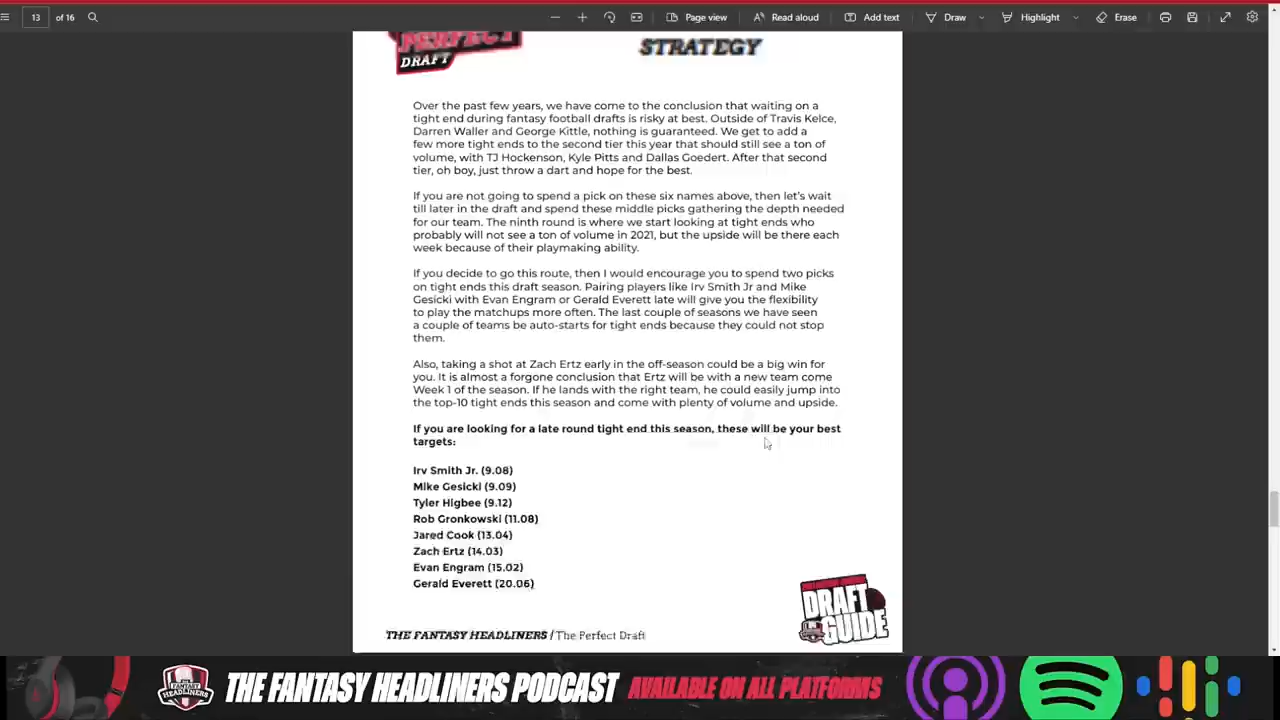 13 of 16
Page view
Read aloud
Add text
Draw
Highlight
Erase
PERFECT
DRAFT
STRATEGY
Over the past few years, we have come to the conclusion that waiting on a
tight end during fantasy football drafts is risky at best. Outside of Travis Kelce,
Darren Waller and George Kittle, nothing is guaranteed. We get to add a
few more tight ends to the second tier this year that should still see a ton of
volume, with TJ Hockenson, Kyle Pitts and Dallas Goedert. After that second
tier, oh boy, just throw a dart and hope for the best.
If you are not going to spend a pick on these six names above, then let's wait
till later in the draft and spend these middle picks gathering the depth needed
for our team. The ninth round is where we start looking at tight ends who
probably will not see a ton of volume in 2021, but the upside will be there each
week because of their playmaking ability.
If you decide to go this route, then I would encourage you to spend two picks
on tight ends this draft season. Pairing players like Irv Smith Jr and Mike
Gesicki with Evan Engram or Gerald Everett late will give you the flexibility
to play the matchups more often. The last couple of seasons we have seen
a couple of teams be auto-starts for tight ends because they could not stop
them.
Also, taking a shot at Zach Ertz early in the off-season could be a big win for
you. It is almost a forgone conclusion that Ertz will be with a new team come
Week 1 of the season. If he lands with the right team, he could easily jump into
the top-10 tight ends this season and come with plenty of volume and upside.
If you are looking for a late round tight end this season, these will be your best
targets:
Irv Smith Jr. (9.08)
Mike Gesicki (9.09)
Tyler Higbee (9.12)
Rob Gronkowski (11.08)
Jared Cook (13.04)
Zach Ertz (14.03)
Evan Engram (15.02)
Gerald Everett (20.06)
DRAFT
GUIDE
THE FANTASY HEADLINERS / The Perfect Draft
FANTASY
HEADLINERS
THE FANTASY HEADLINERS PODCAST AVAILABLE ON ALL PLATFORMS